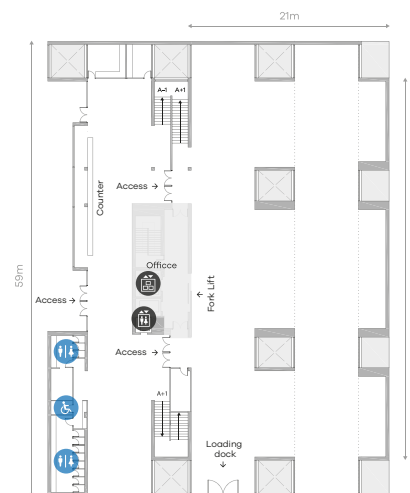 21m
A-1 A+1
Access →
Counter
Officce
59m
Access →
← Fork Lift
Access →
A+1
Loading
dock
↓